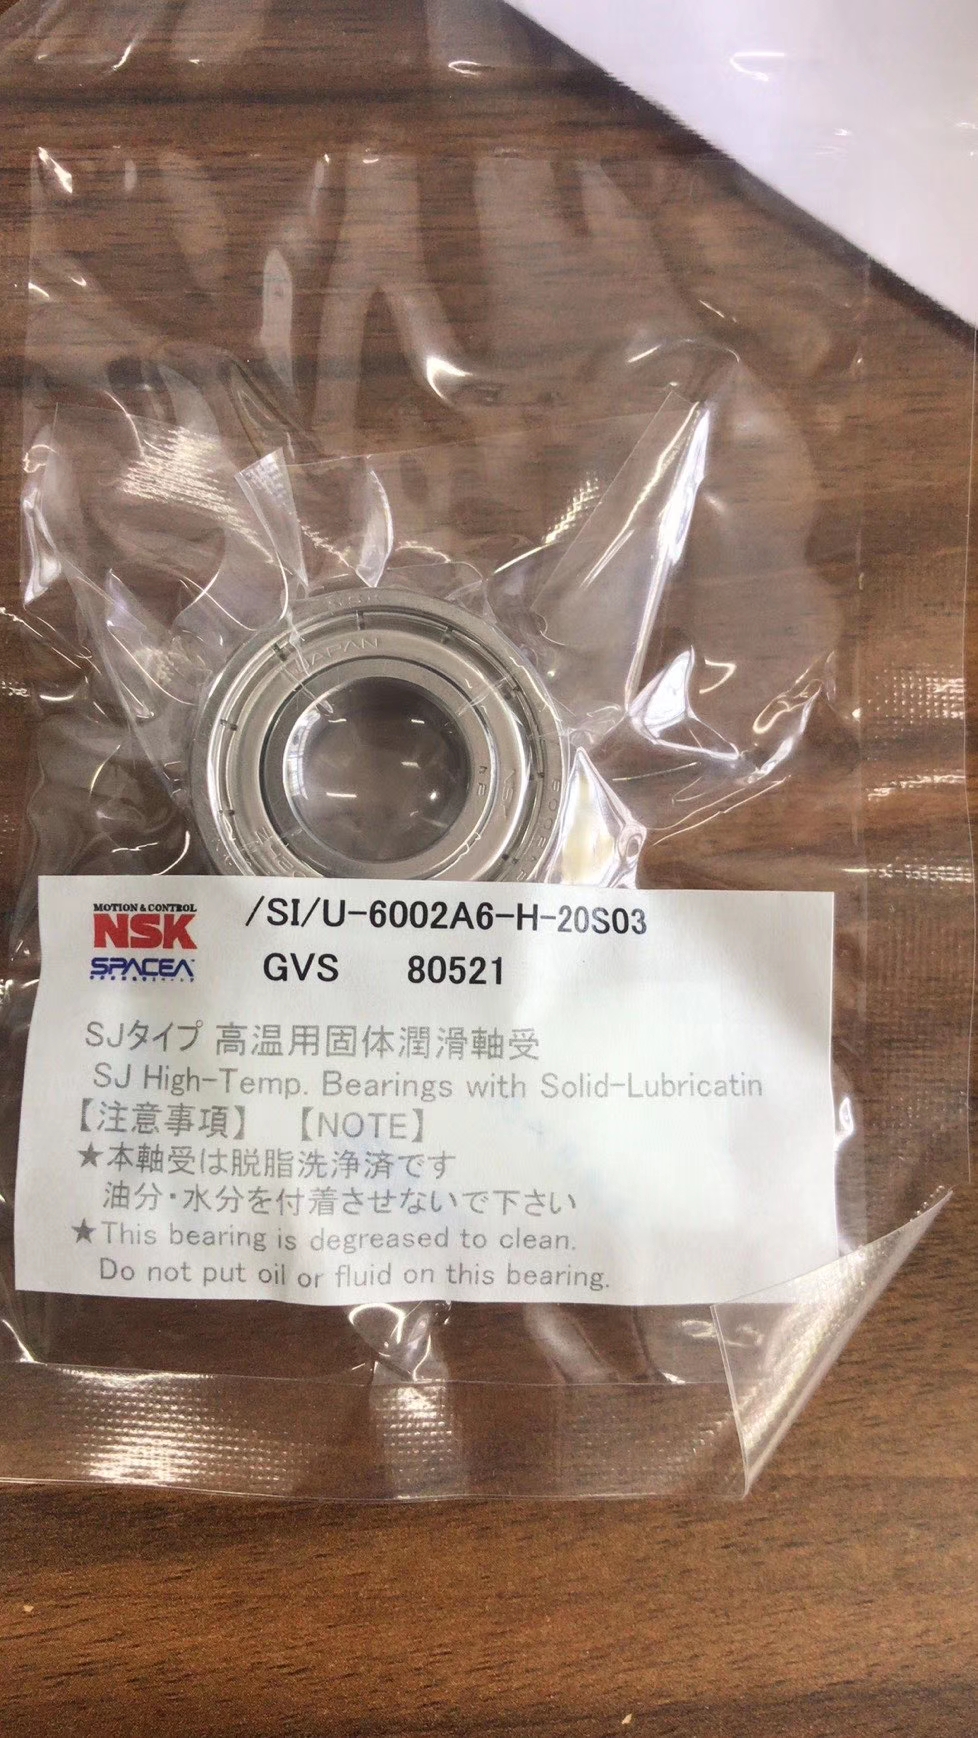 JAPAN
MOTION & CONTROL
NSK
SPACEA
/SI/U-6002A6-H-20S03
GVS 80521
SJタイプ 高温用固体潤滑軸受
SJ High-Temp. Bearings with Solid-Lubricatin
【注意事項】 【NOTE】
★本軸受は脱脂洗浄済です
油分・水分を付着させないで下さい
★This bearing is degreased to clean.
Do not put oil or fluid on this bearing.